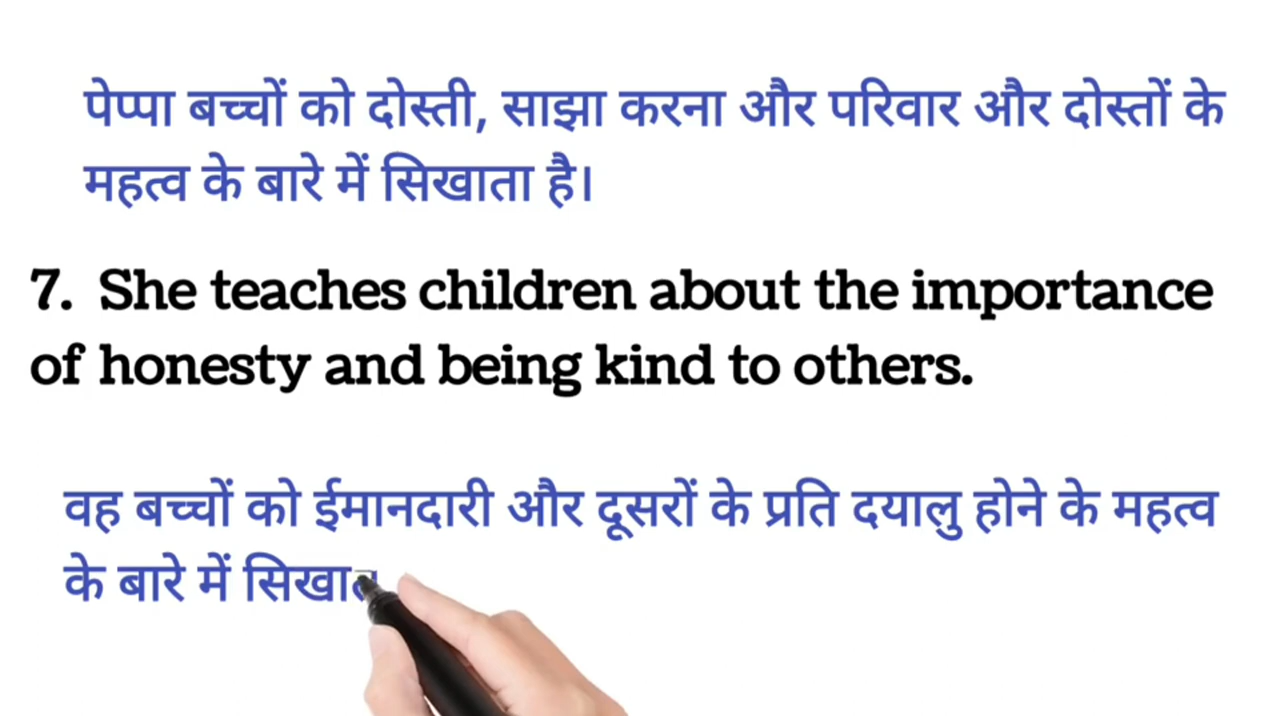 पेप्पा बच्चों को दोस्ती, साझा करना और परिवार और दोस्तों के
महत्व के बारे में सिखाता है।
7. She teaches children about the importance
of honesty and being kind to others.
वह बच्चों को ईमानदारी और दूसरों के प्रति दयालु होने के महत्व
के बारे में